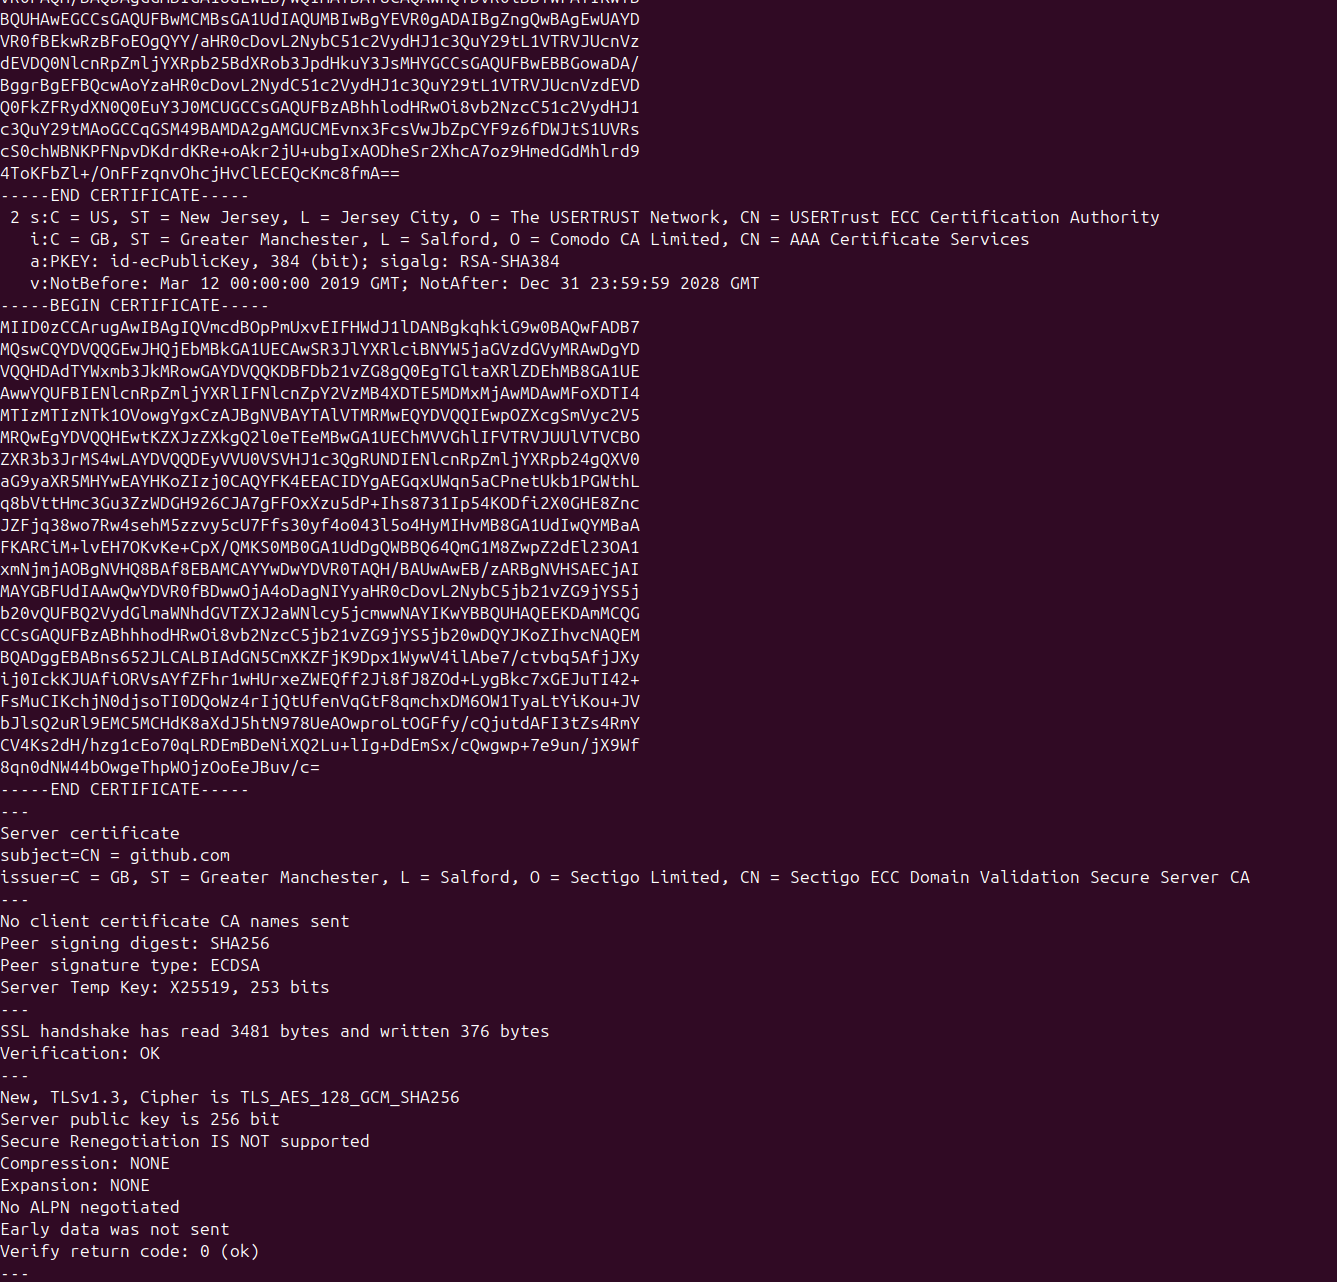 BQUHAwEGCCsGAQUFBwMCMBsGA1UdIAQUMBIwBgYEVR0gADAIBgZngQwBAgEwUAYD
VR0fBEkwRzBFoEOgQYY/aHR0cDovL2NybC51c2VydHJ1c3QuY29tL1VTRVJUcnVz
dEVDQ0NlcnRpZmljYXRpb25BdXRob3JpdHkuY3JsMHYGCCsGAQUFBwEBBGowaDA/
BggrBgEFBQcwAoYzaHR0cDovL2NydC51c2VydHJ1c3QuY29tL1VTRVJUcnVzdEVD
Q0FkZFRydXN0Q0EuY3J0MCUGCCsGAQUFBzABhhlodHRwOi8vb2NzcC51c2VydHJ1
c3QuY29tMAoGCCqGSM49BAMDA2gAMGUCMEvnx3FcsVwJbZpCYF9z6fDWJtS1UVRs
cS0chWBNKPFNpvDKdrdKRe+oAkr2jU+ubgIxAODheSr2XhcA7oz9HmedGdMhlrd9
4ToKFbZl+/OnFFzqnvOhcjHvClECEQcKmc8fmA==
-----END CERTIFICATE-----
2 s:C = US, ST = New Jersey, L = Jersey City, O = The USERTRUST Network, CN = USERTrust ECC Certification Authority
i:C = GB, ST = Greater Manchester, L = Salford, O = Comodo CA Limited, CN = AAA Certificate Services
a:PKEY: id-ecPublicKey, 384 (bit); sigalg: RSA-SHA384
v:NotBefore: Mar 12 00:00:00 2019 GMT; NotAfter: Dec 31 23:59:59 2028 GMT
-----BEGIN CERTIFICATE-----
MIID0zCCArugAwIBAgIQVmcdBOpPmUxvEIFHWdJ1lDANBgkqhkiG9w0BAQwFADB7
MQswCQYDVQQGEwJHQjEbMBkGA1UECAwSR3JlYXRlciBNYW5jaGVzdGVyMRAwDgYD
VQQHDAdTYWxmb3JkMRowGAYDVQQKDBFDb21vZG8gQ0EgTGltaXRlZDEhMB8GA1UE
AwwYQUFBIENlcnRpZmljYXRlIFNlcnZpY2VzMB4XDTE5MDMxMjAwMDAwMFoXDTI4
MTIzMTIzNTk1OVowgYgxCzAJBgNVBAYTAlVTMRMwEQYDVQQIEwpOZXcgSmVyc2V5
MRQwEgYDVQQHEwtKZXJzZXkgQ2l0eTEeMBwGA1UEChMVVGhlIFVTRVJUUlVTVCBO
ZXR3b3JrMS4wLAYDVQQDEyVVU0VSVHJ1c3QgRUNDIENlcnRpZmljYXRpb24gQXV0
aG9yaXR5MHYwEAYHKoZIzj0CAQYFK4EEACIDYgAEGqxUWqn5aCPnetUkb1PGWthL
q8bVttHmc3Gu3ZzWDGH926CJA7gFFOxXzu5dP+Ihs8731Ip54KODfi2X0GHE8Znc
JZFjq38wo7Rw4sehM5zzvy5cU7Ffs30yf4o043l5o4HyMIHvMB8GA1UdIwQYMBaA
FKARCiM+lvEH7OKvKe+CpX/QMKS0MB0GA1UdDgQWBBQ64QmG1M8ZwpZ2dEl23OA1
xmNjmjAOBgNVHQ8BAf8EBAMCAYYwDwYDVR0TAQH/BAUwAwEB/zARBgNVHSAECjAI
MAYGBFUdIAAwQwYDVR0fBDwwOjA4oDagNIYyaHR0cDovL2NybC5jb21vZG9jYS5j
b20vQUFBQ2VydGlmaWNhdGVTZXJ2aWNlcy5jcmwwNAYIKwYBBQUHAQEEKDAmMCQG
CCsGAQUFBzABhhhodHRwOi8vb2NzcC5jb21vZG9jYS5jb20wDQYJKoZIhvcNAQEM
BQADggEBABns652JLCALBIAdGN5CmXKZFjK9Dpx1WywV4ilAbe7/ctvbq5AfjJXy
ij0IckKJUAfiORVsAYfZFhr1wHUrxeZWEQff2Ji8fJ8ZOd+LygBkc7xGEJuTI42+
FsMuCIKchjN0djsoTI0DQoWz4rIjQtUfenVqGtF8qmchxDM6OW1TyaLtYiKou+JV
bJlsQ2uRl9EMC5MCHdK8aXdJ5htN978UeAOwproLtOGFfy/cQjutdAFI3tZs4RmY
CV4Ks2dH/hzg1cEo70qLRDEmBDeNiXQ2Lu+lIg+DdEmSx/cQwgwp+7e9un/jX9Wf
8qn0dNW44bOwgeThpWOjzOoEeJBuv/c=
-----END CERTIFICATE-----
---
Server certificate
subject=CN = github.com
issuer=C = GB, ST = Greater Manchester, L = Salford, O = Sectigo Limited, CN = Sectigo ECC Domain Validation Secure Server CA
---
No client certificate CA names sent
Peer signing digest: SHA256
Peer signature type: ECDSA
Server Temp Key: X25519, 253 bits
---
SSL handshake has read 3481 bytes and written 376 bytes
Verification: OK
---
New, TLSv1.3, Cipher is TLS_AES_128_GCM_SHA256
Server public key is 256 bit
Secure Renegotiation IS NOT supported
Compression: NONE
Expansion: NONE
No ALPN negotiated
Early data was not sent
Verify return code: 0 (ok)
---